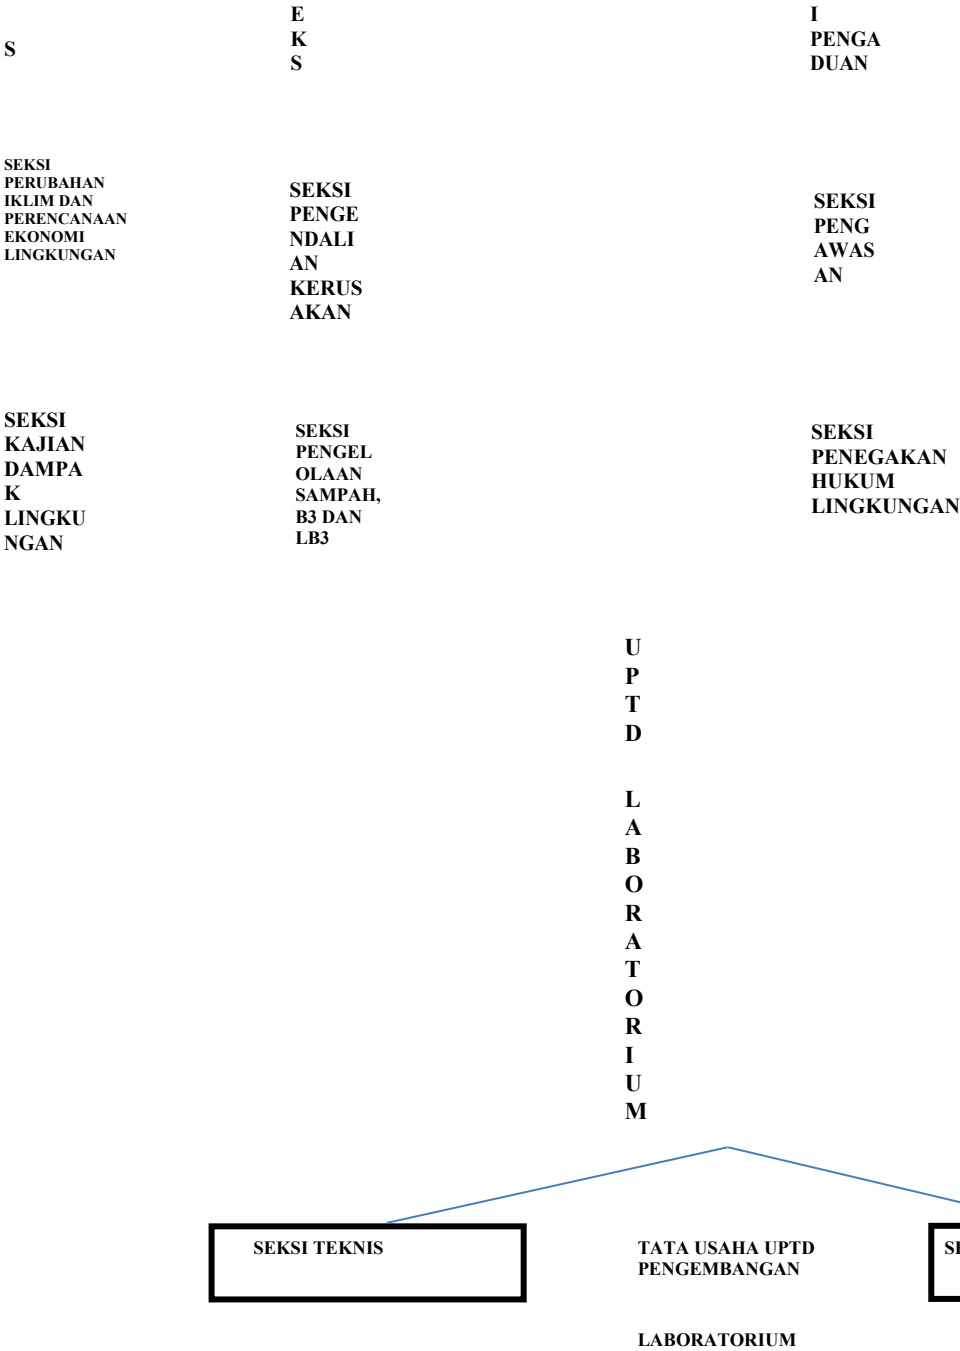 S
E
K
S
I
PENGA
DUAN
SEKSI
PERUBAHAN
IKLIM DAN
PERENCANAAN
EKONOMI
LINGKUNGAN
SEKSI
PENGE
NDALI
AN
KERUS
AKAN
SEKSI
PENG
AWAS
AN
SEKSI
KAJIAN
DAMPA
K
LINGKU
NGAN
SEKSI
PENGEL
OLAAN
SAMPAH,
B3 DAN
LB3
SEKSI
PENEGAKAN
HUKUM
LINGKUNGAN
U
P
T
D
L
A
B
O
R
A
T
O
R
I
U
M
SEKSI TEKNIS
TATA USAHA UPTD
PENGEMBANGAN
LABORATORIUM